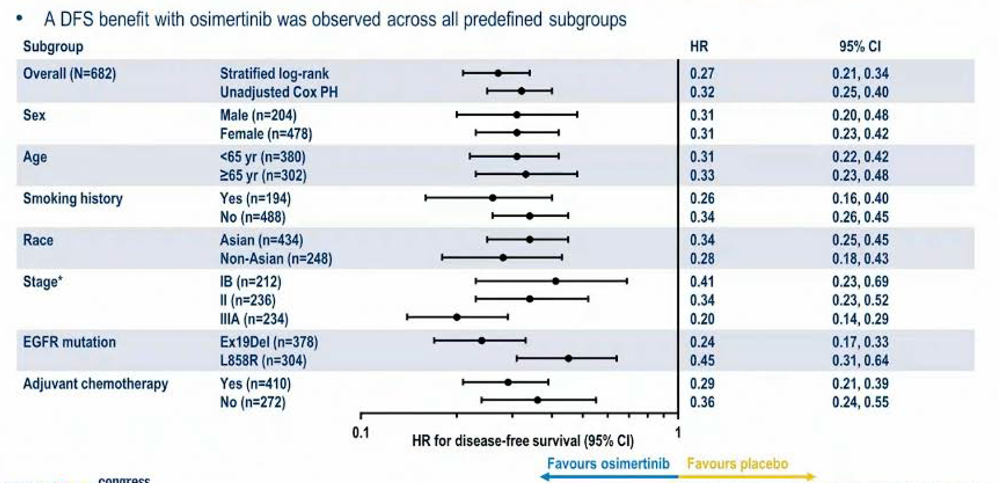 • A DFS benefit with osimertinib was observed across all predefined subgroups
Subgroup HR 95% CI
Overall (N=682) Stratified log-rank 0.27 0.21, 0.34
Unadjusted Cox PH 0.32 0.25, 0.40
Sex Male (n=204) 0.31 0.20, 0.48
Female (n=478) 0.31 0.23, 0.42
Age <65 yr (n=380) 0.31 0.22, 0.42
≥65 yr (n=302) 0.33 0.23, 0.48
Smoking history Yes (n=194) 0.26 0.16, 0.40
No (n=488) 0.34 0.26, 0.45
Race Asian (n=434) 0.34 0.25, 0.45
Non-Asian (n=248) 0.28 0.18, 0.43
Stage* IB (n=212) 0.41 0.23, 0.69
II (n=236) 0.34 0.23, 0.52
IIIA (n=234) 0.20 0.14, 0.29
EGFR mutation Ex19Del (n=378) 0.24 0.17, 0.33
L858R (n=304) 0.45 0.31, 0.64
Adjuvant chemotherapy Yes (n=410) 0.29 0.21, 0.39
No (n=272) 0.36 0.24, 0.55
0.1 1
HR for disease-free survival (95% CI)
Favours osimertinib Favours placebo
congress